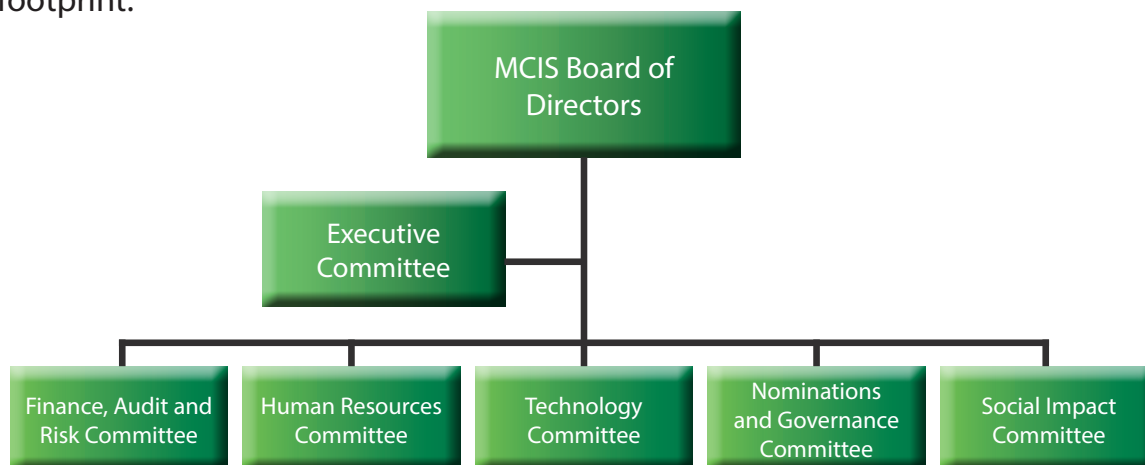 footprint.
MCIS Board of
Directors
Executive
Committee
Finance, Audit and
Risk Committee
Human Resources
Committee
Technology
Committee
Nominations
and Governance
Committee
Social Impact
Committee